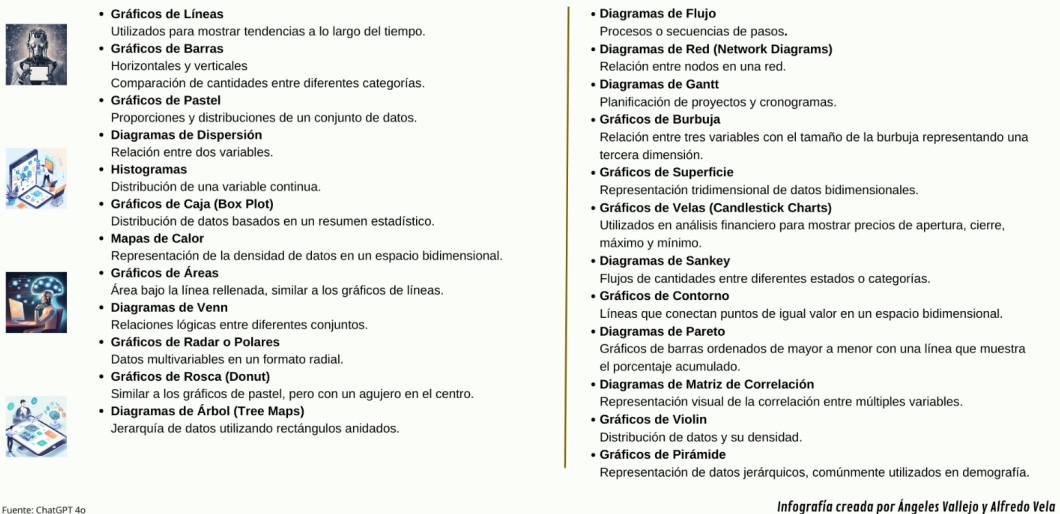 • Gráficos de Líneas
Utilizados para mostrar tendencias a lo largo del tiempo.
• Gráficos de Barras
Horizontales y verticales
Comparación de cantidades entre diferentes categorías.
• Gráficos de Pastel
Proporciones y distribuciones de un conjunto de datos.
• Diagramas de Dispersión
Relación entre dos variables.
• Histogramas
Distribución de una variable continua.
• Gráficos de Caja (Box Plot)
Distribución de datos basados en un resumen estadístico.
• Mapas de Calor
Representación de la densidad de datos en un espacio bidimensional.
• Gráficos de Áreas
Área bajo la línea rellenada, similar a los gráficos de líneas.
• Diagramas de Venn
Relaciones lógicas entre diferentes conjuntos.
• Gráficos de Radar o Polares
Datos multivariables en un formato radial.
• Gráficos de Rosca (Donut)
Similar a los gráficos de pastel, pero con un agujero en el centro.
• Diagramas de Árbol (Tree Maps)
Jerarquía de datos utilizando rectángulos anidados.
• Diagramas de Flujo
Procesos o secuencias de pasos.
• Diagramas de Red (Network Diagrams)
Relación entre nodos en una red.
• Diagramas de Gantt
Planificación de proyectos y cronogramas.
• Gráficos de Burbuja
Relación entre tres variables con el tamaño de la burbuja representando una
tercera dimensión.
• Gráficos de Superficie
Representación tridimensional de datos bidimensionales.
• Gráficos de Velas (Candlestick Charts)
Utilizados en análisis financiero para mostrar precios de apertura, cierre,
máximo y mínimo.
• Diagramas de Sankey
Flujos de cantidades entre diferentes estados o categorías.
• Gráficos de Contorno
Líneas que conectan puntos de igual valor en un espacio bidimensional.
• Diagramas de Pareto
Gráficos de barras ordenados de mayor a menor con una línea que muestra
el porcentaje acumulado.
• Diagramas de Matriz de Correlación
Representación visual de la correlación entre múltiples variables.
• Gráficos de Violin
Distribución de datos y su densidad.
• Gráficos de Pirámide
Representación de datos jerárquicos, comúnmente utilizados en demografía.
Fuente: ChatGPT 4o
Infografía creada por Ángeles Vallejo y Alfredo Vela